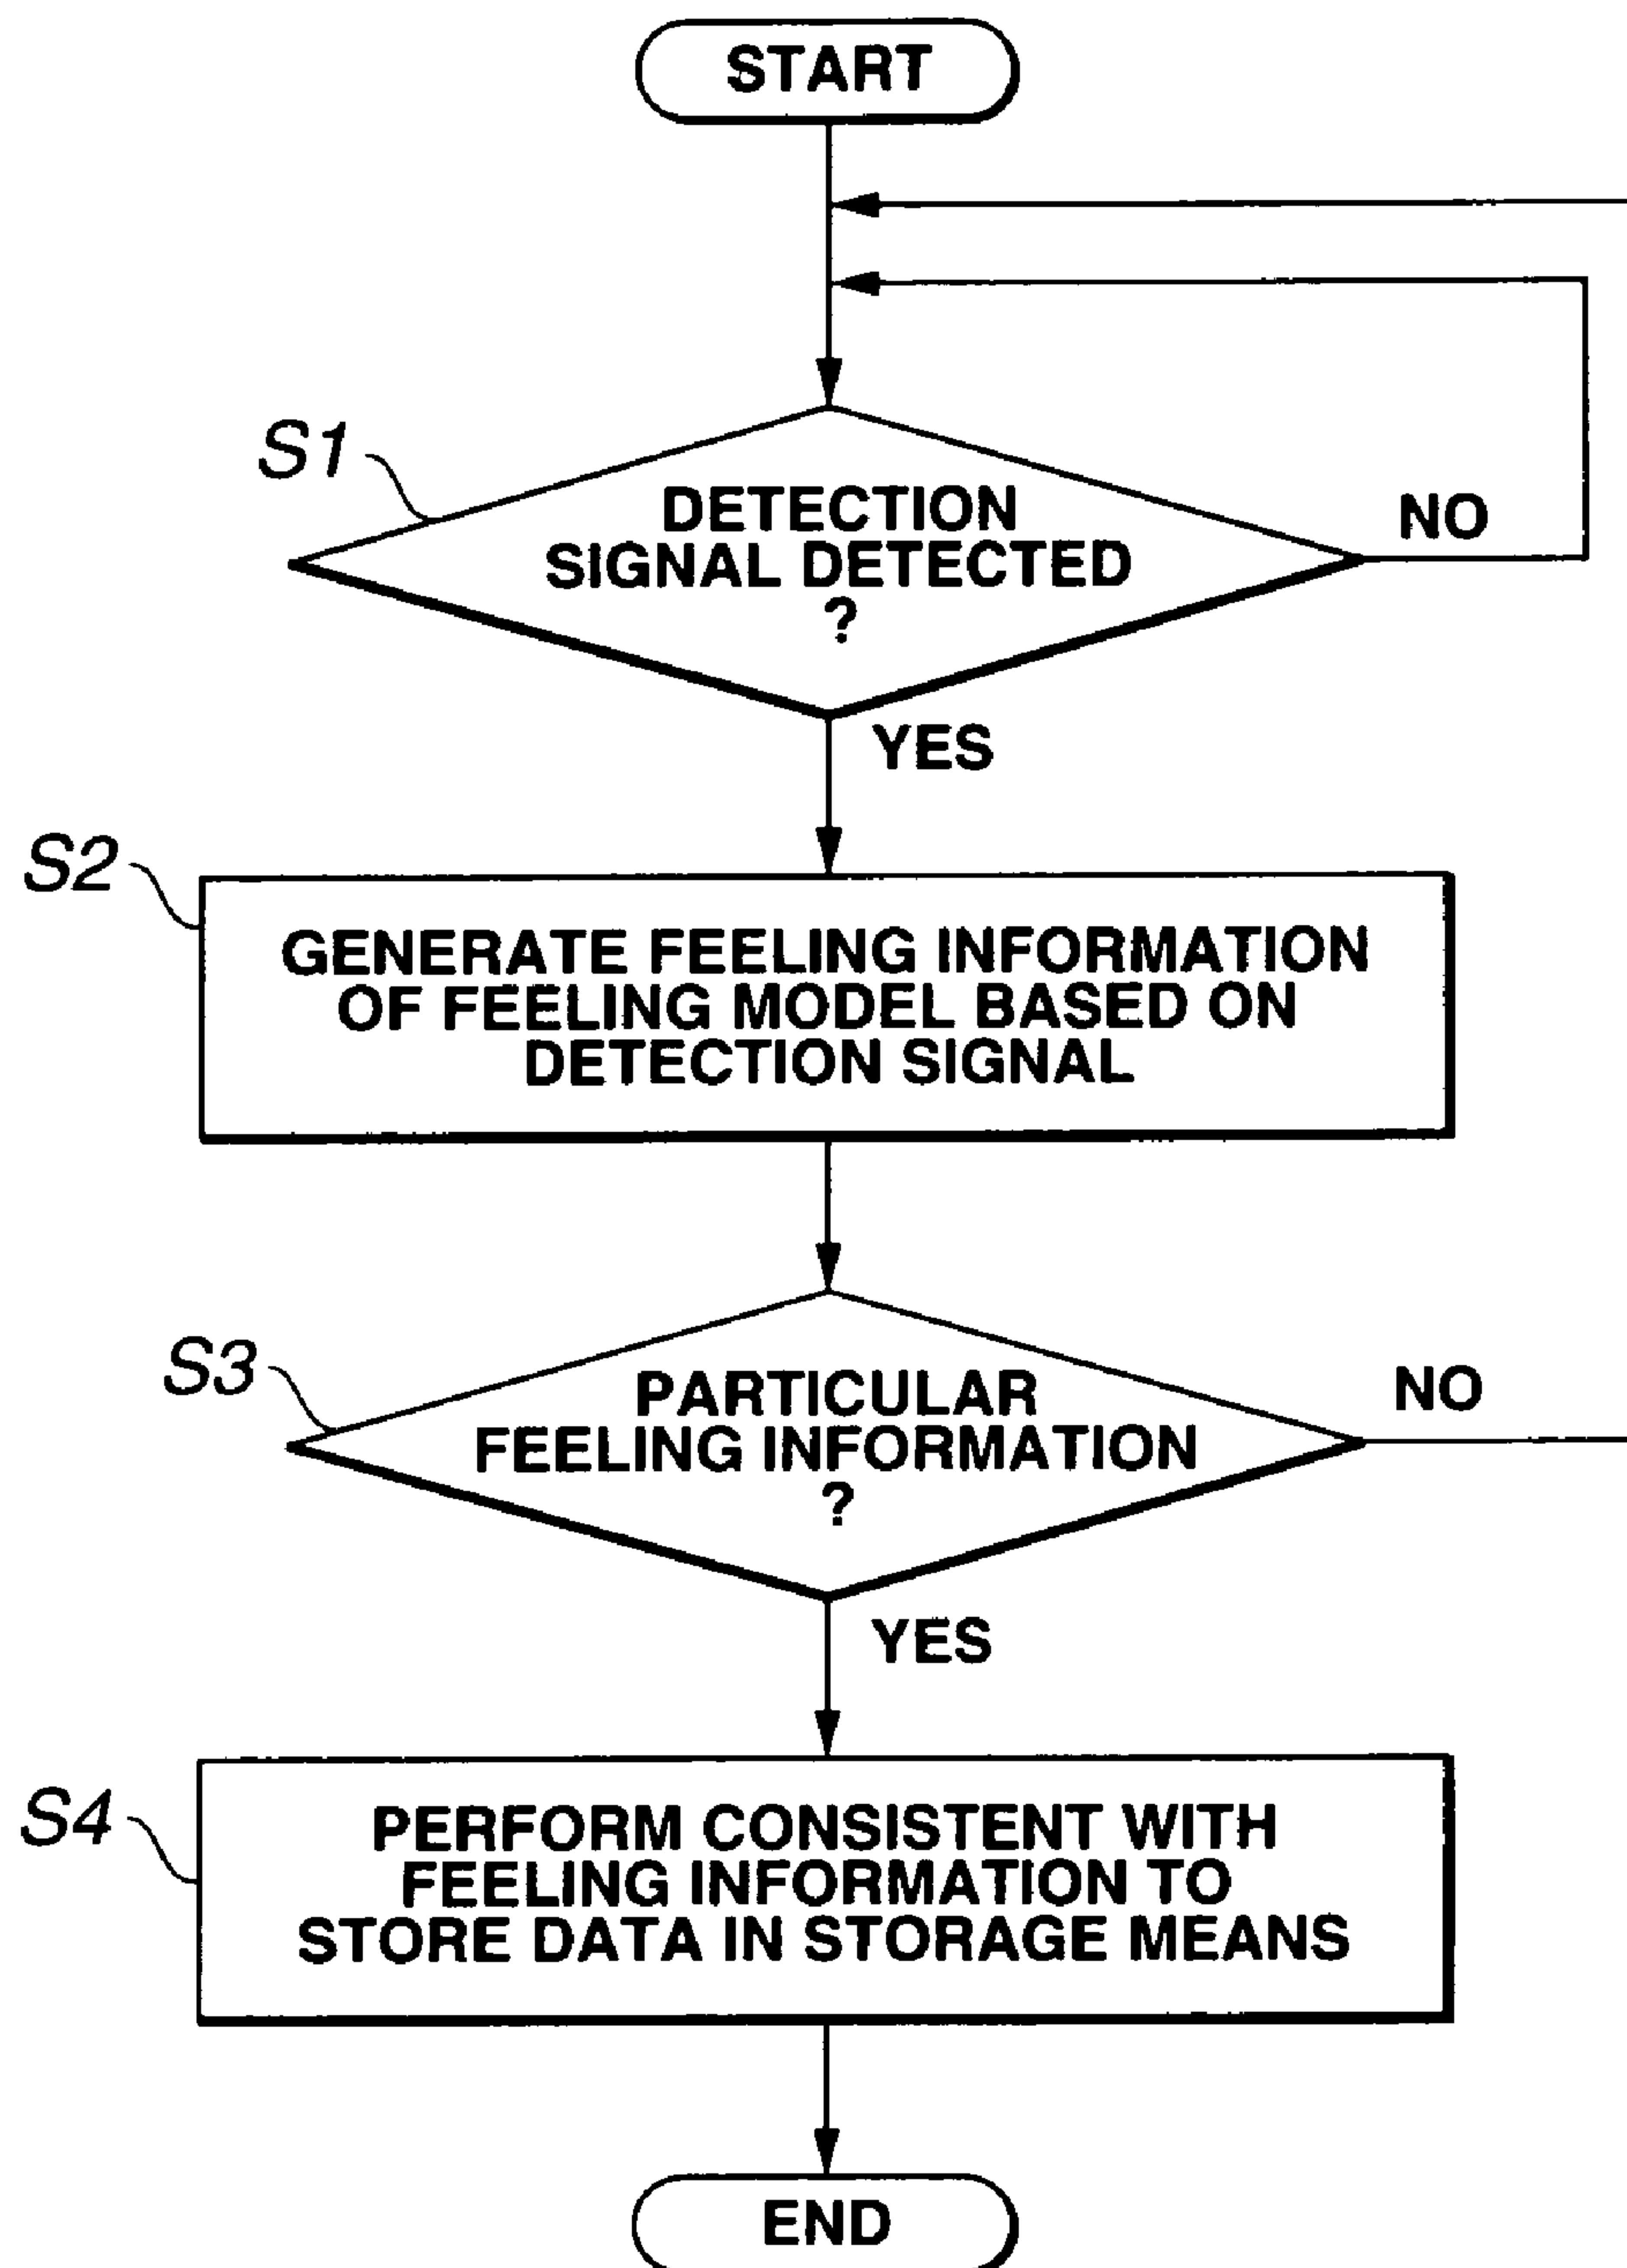 START
S1
DETECTION
SIGNAL DETECTED
?
NO
YES
S2
GENERATE FEELING INFORMATION
OF FEELING MODEL BASED ON
DETECTION SIGNAL
S3
PARTICULAR
FEELING INFORMATION
?
NO
YES
S4
PERFORM CONSISTENT WITH
FEELING INFORMATION TO
STORE DATA IN STORAGE MEANS
END